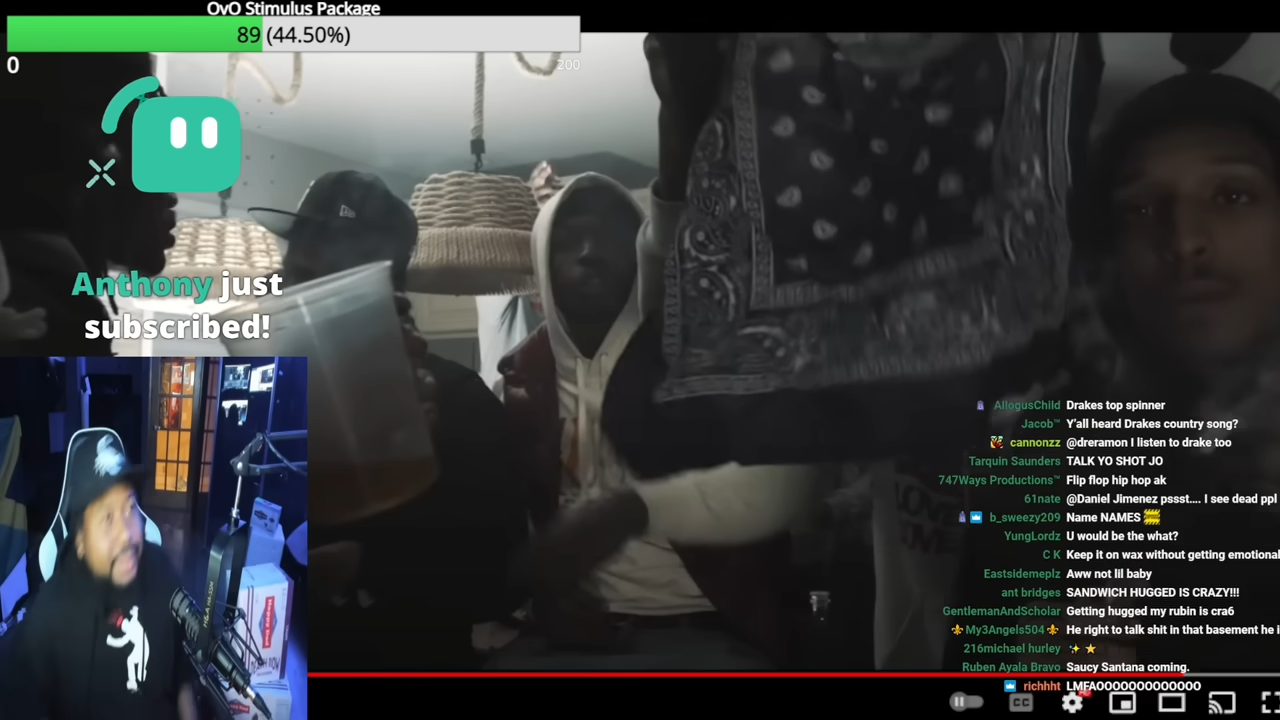 OvO Stimulus Package
89 (44.50%)
0
200
Anthony just
subscribed!
AllogusChild Drakes top spinner
Jacob™ Y'all heard Drakes country song?
cannonzz @dreramon I listen to drake too
Tarquin Saunders TALK YO SHOT JO
747Ways Productions™ Flip flop hip hop ak
61nate @Daniel Jimenez pssst.... I see dead ppl
b_sweezy209 Name NAMES
YungLordz U would be the what?
C K Keep it on wax without getting emotional
Eastsidemeplz Aww not lil baby
ant bridges SANDWICH HUGGED IS CRAZY!!!
GentlemanAndScholar Getting hugged my rubin is cra6
⚜️My3Angels504⚜️ He right to talk shit in that basement he i
216michael hurley ✨⭐
Ruben Ayala Bravo Saucy Santana coming.
richhht LMFAOOOOOOOOOOOOO
CC